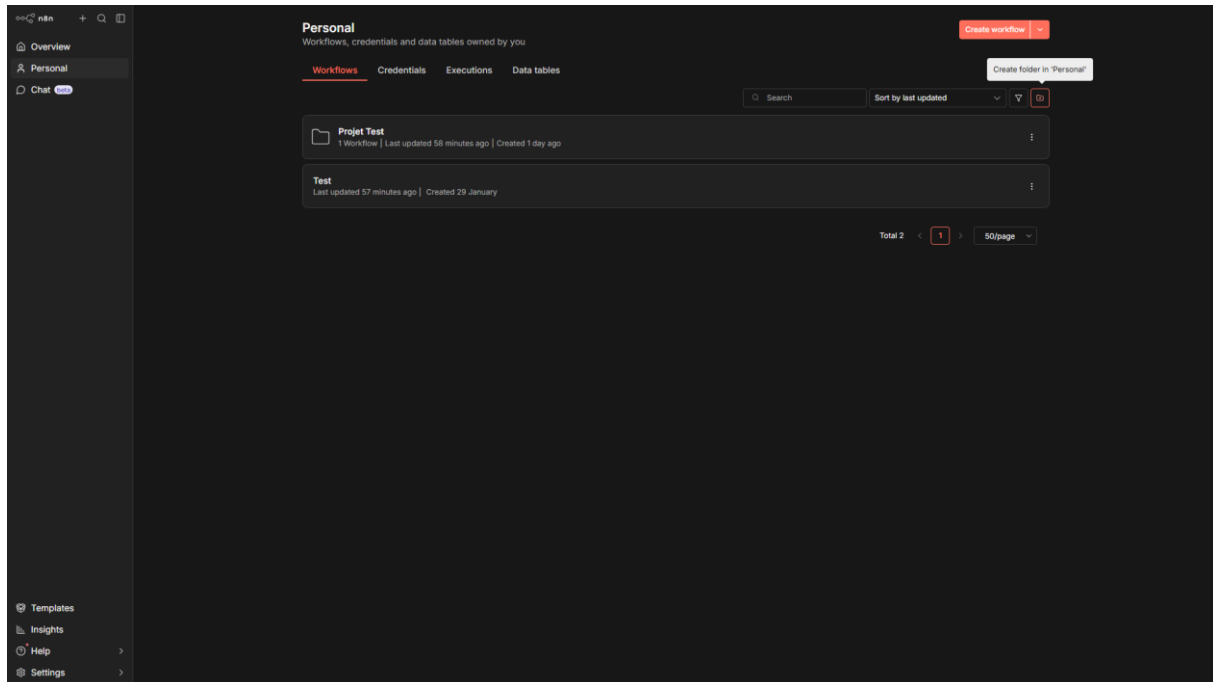 n8n
Overview
Personal
Chat beta
Templates
Insights
Help
Settings
Personal
Workflows, credentials and data tables owned by you
Create workflow
Workflows Credentials Executions Data tables
Create folder in 'Personal'
Search Sort by last updated
Projet Test
1 Workflow | Last updated 58 minutes ago | Created 1 day ago
Test
Last updated 57 minutes ago | Created 29 January
Total 2 < 1 > 50/page